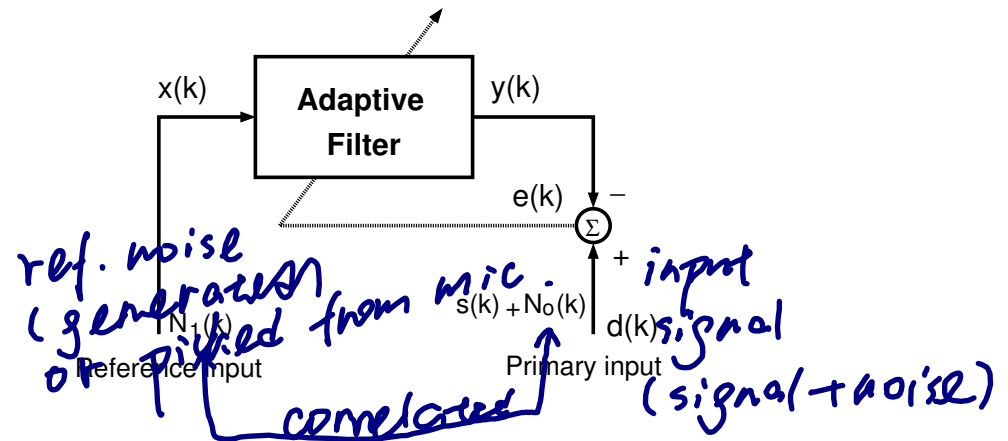 x(k)
Adaptive
Filter
y(k)
e(k)
−
Σ
+
ref. noise
(generated)
or picked from mic.
N₁(k)
Reference input
s(k) + N₀(k)
d(k)
Primary input
input
signal
(signal + noise)
correlated